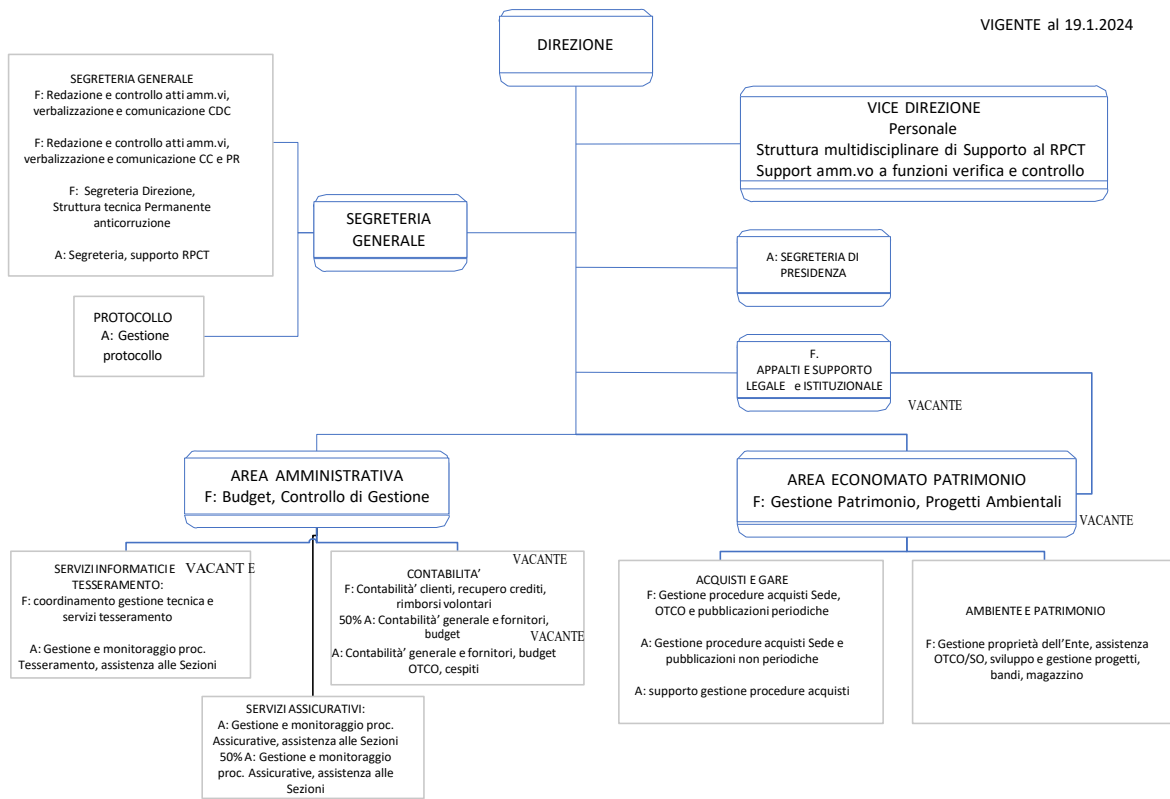 VIGENTE al 19.1.2024
DIREZIONE
SEGRETERIA GENERALE
F: Redazione e controllo atti amm.vi,
verbalizzazione e comunicazione CDC
F: Redazione e controllo atti amm.vi,
verbalizzazione e comunicazione CC e PR
F: Segreteria Direzione,
Struttura tecnica Permanente
anticorruzione
A: Segreteria, supporto RPCT
VICE DIREZIONE
Personale
Struttura multidisciplinare di Supporto al RPCT
Support amm.vo a funzioni verifica e controllo
SEGRETERIA
GENERALE
A: SEGRETERIA DI
PRESIDENZA
PROTOCOLLO
A: Gestione
protocollo
F.
APPALTI E SUPPORTO
LEGALE e ISTITUZIONALE
VACANTE
AREA AMMINISTRATIVA
F: Budget, Controllo di Gestione
AREA ECONOMATO PATRIMONIO
F: Gestione Patrimonio, Progetti Ambientali
VACANTE
SERVIZI INFORMATICI E
TESSERAMENTO:
F: coordinamento gestione tecnica e
servizi tesseramento
A: Gestione e monitoraggio proc.
Tesseramento, assistenza alle Sezioni
VACANT E
VACANTE
CONTABILITA'
F: Contabilità' clienti, recupero crediti,
rimborsi volontari
50% A: Contabilità' generale e fornitori,
budget
VACANTE
A: Contabilità' generale e fornitori, budget
OTCO, cespiti
SERVIZI ASSICURATIVI:
A: Gestione e monitoraggio proc.
Assicurative, assistenza alle Sezioni
50% A: Gestione e monitoraggio
proc. Assicurative, assistenza alle
Sezioni
ACQUISTI E GARE
F: Gestione procedure acquisti Sede,
OTCO e pubblicazioni periodiche
A: Gestione procedure acquisti Sede e
pubblicazioni non periodiche
A: supporto gestione procedure acquisti
AMBIENTE E PATRIMONIO
F: Gestione proprietà dell'Ente, assistenza
OTCO/SO, sviluppo e gestione progetti,
bandi, magazzino